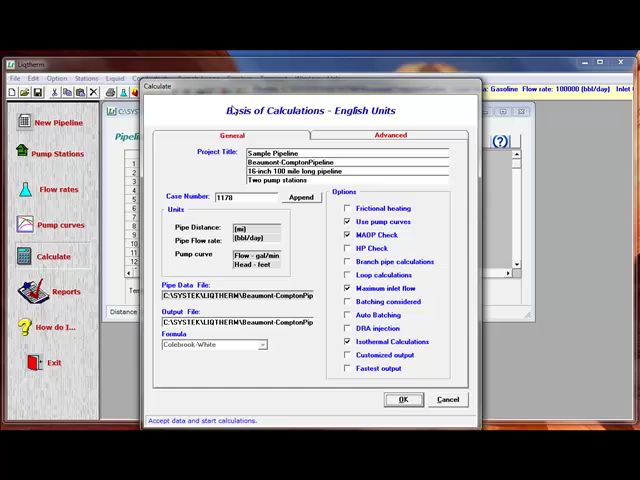 Liqtherm
Calculate
File Edit Options Stations Liquid
as: Gasoline Flow rate: 100000 (bbl/day) Inlet
Basis of Calculations - English Units
General Advanced
New Pipeline
Pump Stations
Flow rates
Pump curves
Calculate
Reports
How do I...
Exit
Project Title: Sample Pipeline
Beaumont-ComptonPipeline
16-inch 100 mile long pipeline
Two pump stations
Case Number: 1178 Append
Units
Pipe Distance: (mi)
Pipe Flow rate: (bbl/day)
Pump curve Flow - gal/min
Head - feet
Pipe Data File:
C:\SYSTEK\LIQTHERM\Beaumont-ComptonPip
Output File:
C:\SYSTEK\LIQTHERM\Beaumont-ComptonPip
Formula
Colebrook-White
Options
Frictional heating
Use pump curves
MAOP Check
HP Check
Branch pipe calculations
Loop calculations
Maximum inlet flow
Batching considered
Auto Batching
DRA injection
Isothermal Calculations
Customized output
Fastest output
OK Cancel
Accept data and start calculations.
Distance